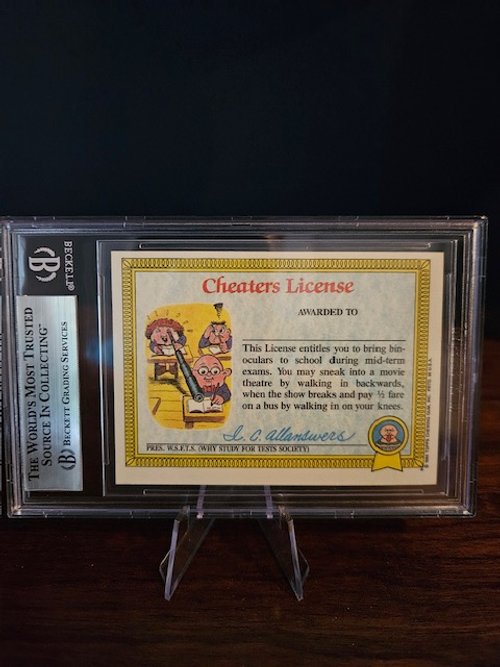 BECKETT®
THE WORLD'S MOST TRUSTED
SOURCE IN COLLECTING™
BECKETT GRADING SERVICES
Cheaters License
AWARDED TO
This License entitles you to bring bin-
oculars to school during mid-term
exams. You may sneak into a movie
theatre by walking in backwards,
when the show breaks and pay ½ fare
on a bus by walking in on your knees.
I. C. Allanswers
PRES. W.S.F.T.S. (WHY STUDY FOR TESTS SOCIETY)